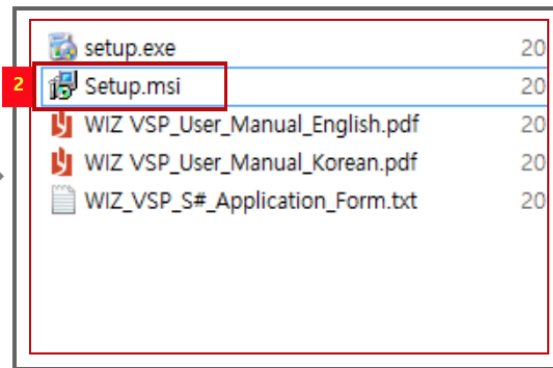 setup.exe 20
2 Setup.msi 20
WIZ VSP_User_Manual_English.pdf 20
WIZ VSP_User_Manual_Korean.pdf 20
WIZ_VSP_S#_Application_Form.txt 20